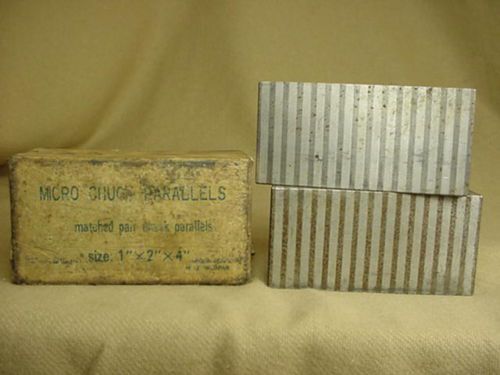 MICRO CHUCK PARALLELS
matched pair chuck parallels
size. 1"×2"×4"